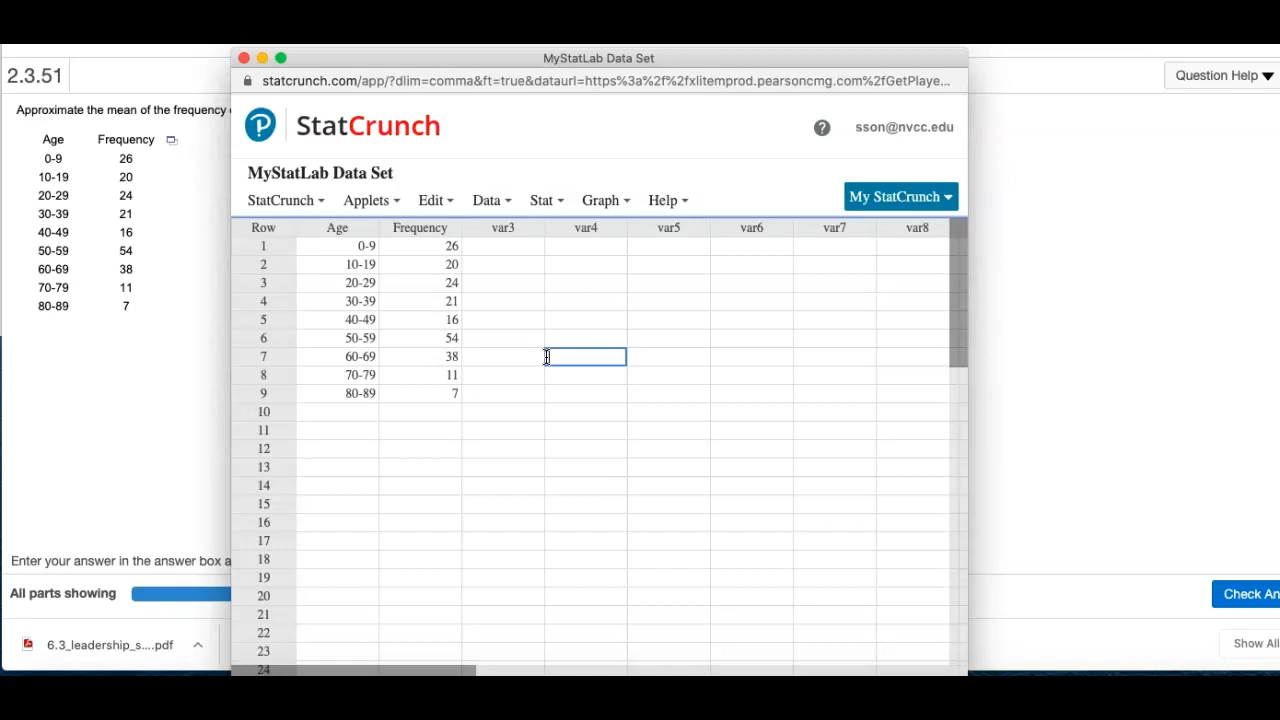 MyStatLab Data Set
2.3.51
statcrunch.com/app/?dlim=comma&ft=true&dataurl=https%3a%2f%2fxlitemprod.pearsoncmg.com%2fGetPlaye...
Question Help
Approximate the mean of the frequency
Age Frequency
0-9 26
10-19 20
20-29 24
30-39 21
40-49 16
50-59 54
60-69 38
70-79 11
80-89 7
P StatCrunch
? sson@nvcc.edu
MyStatLab Data Set
StatCrunch Applets Edit Data Stat Graph Help My StatCrunch
Row Age Frequency var3 var4 var5 var6 var7 var8
1 0-9 26
2 10-19 20
3 20-29 24
4 30-39 21
5 40-49 16
6 50-59 54
7 60-69 38
8 70-79 11
9 80-89 7
10
11
12
13
14
15
16
17
18
19
20
21
22
23
24
Enter your answer in the answer box a
All parts showing
Check An
6.3_leadership_s....pdf
Show All